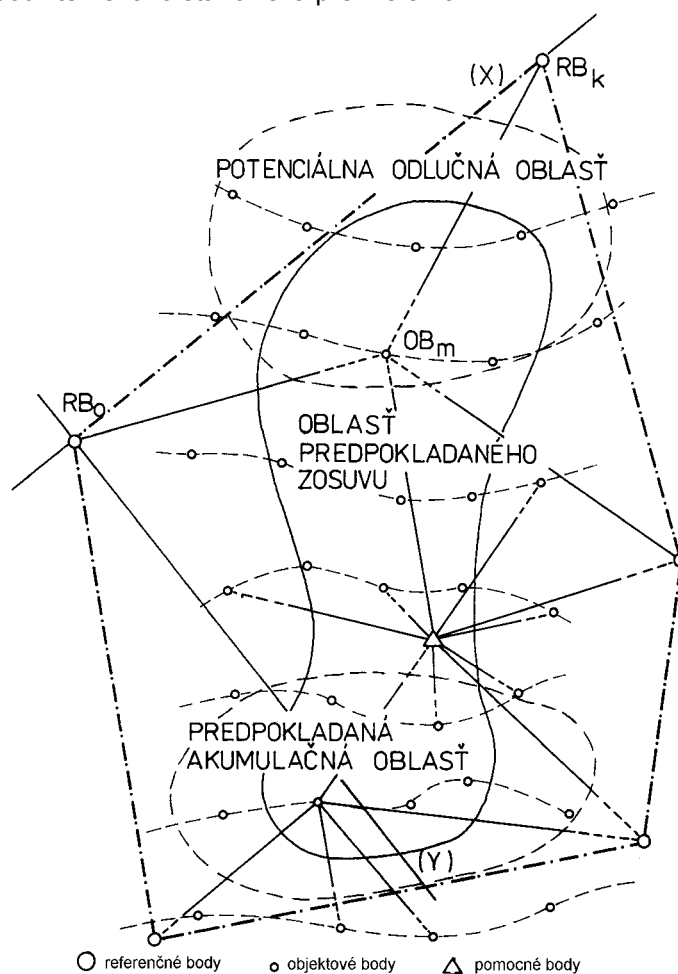 (X)
RBk
POTENCIÁLNA ODLUČNÁ OBLASŤ
OBm
RBo
OBLASŤ
PREDPOKLADANÉHO
ZOSUVU
PREDPOKLADANÁ
AKUMULAČNÁ OBLASŤ
(Y)
referenčné body objektové body pomocné body